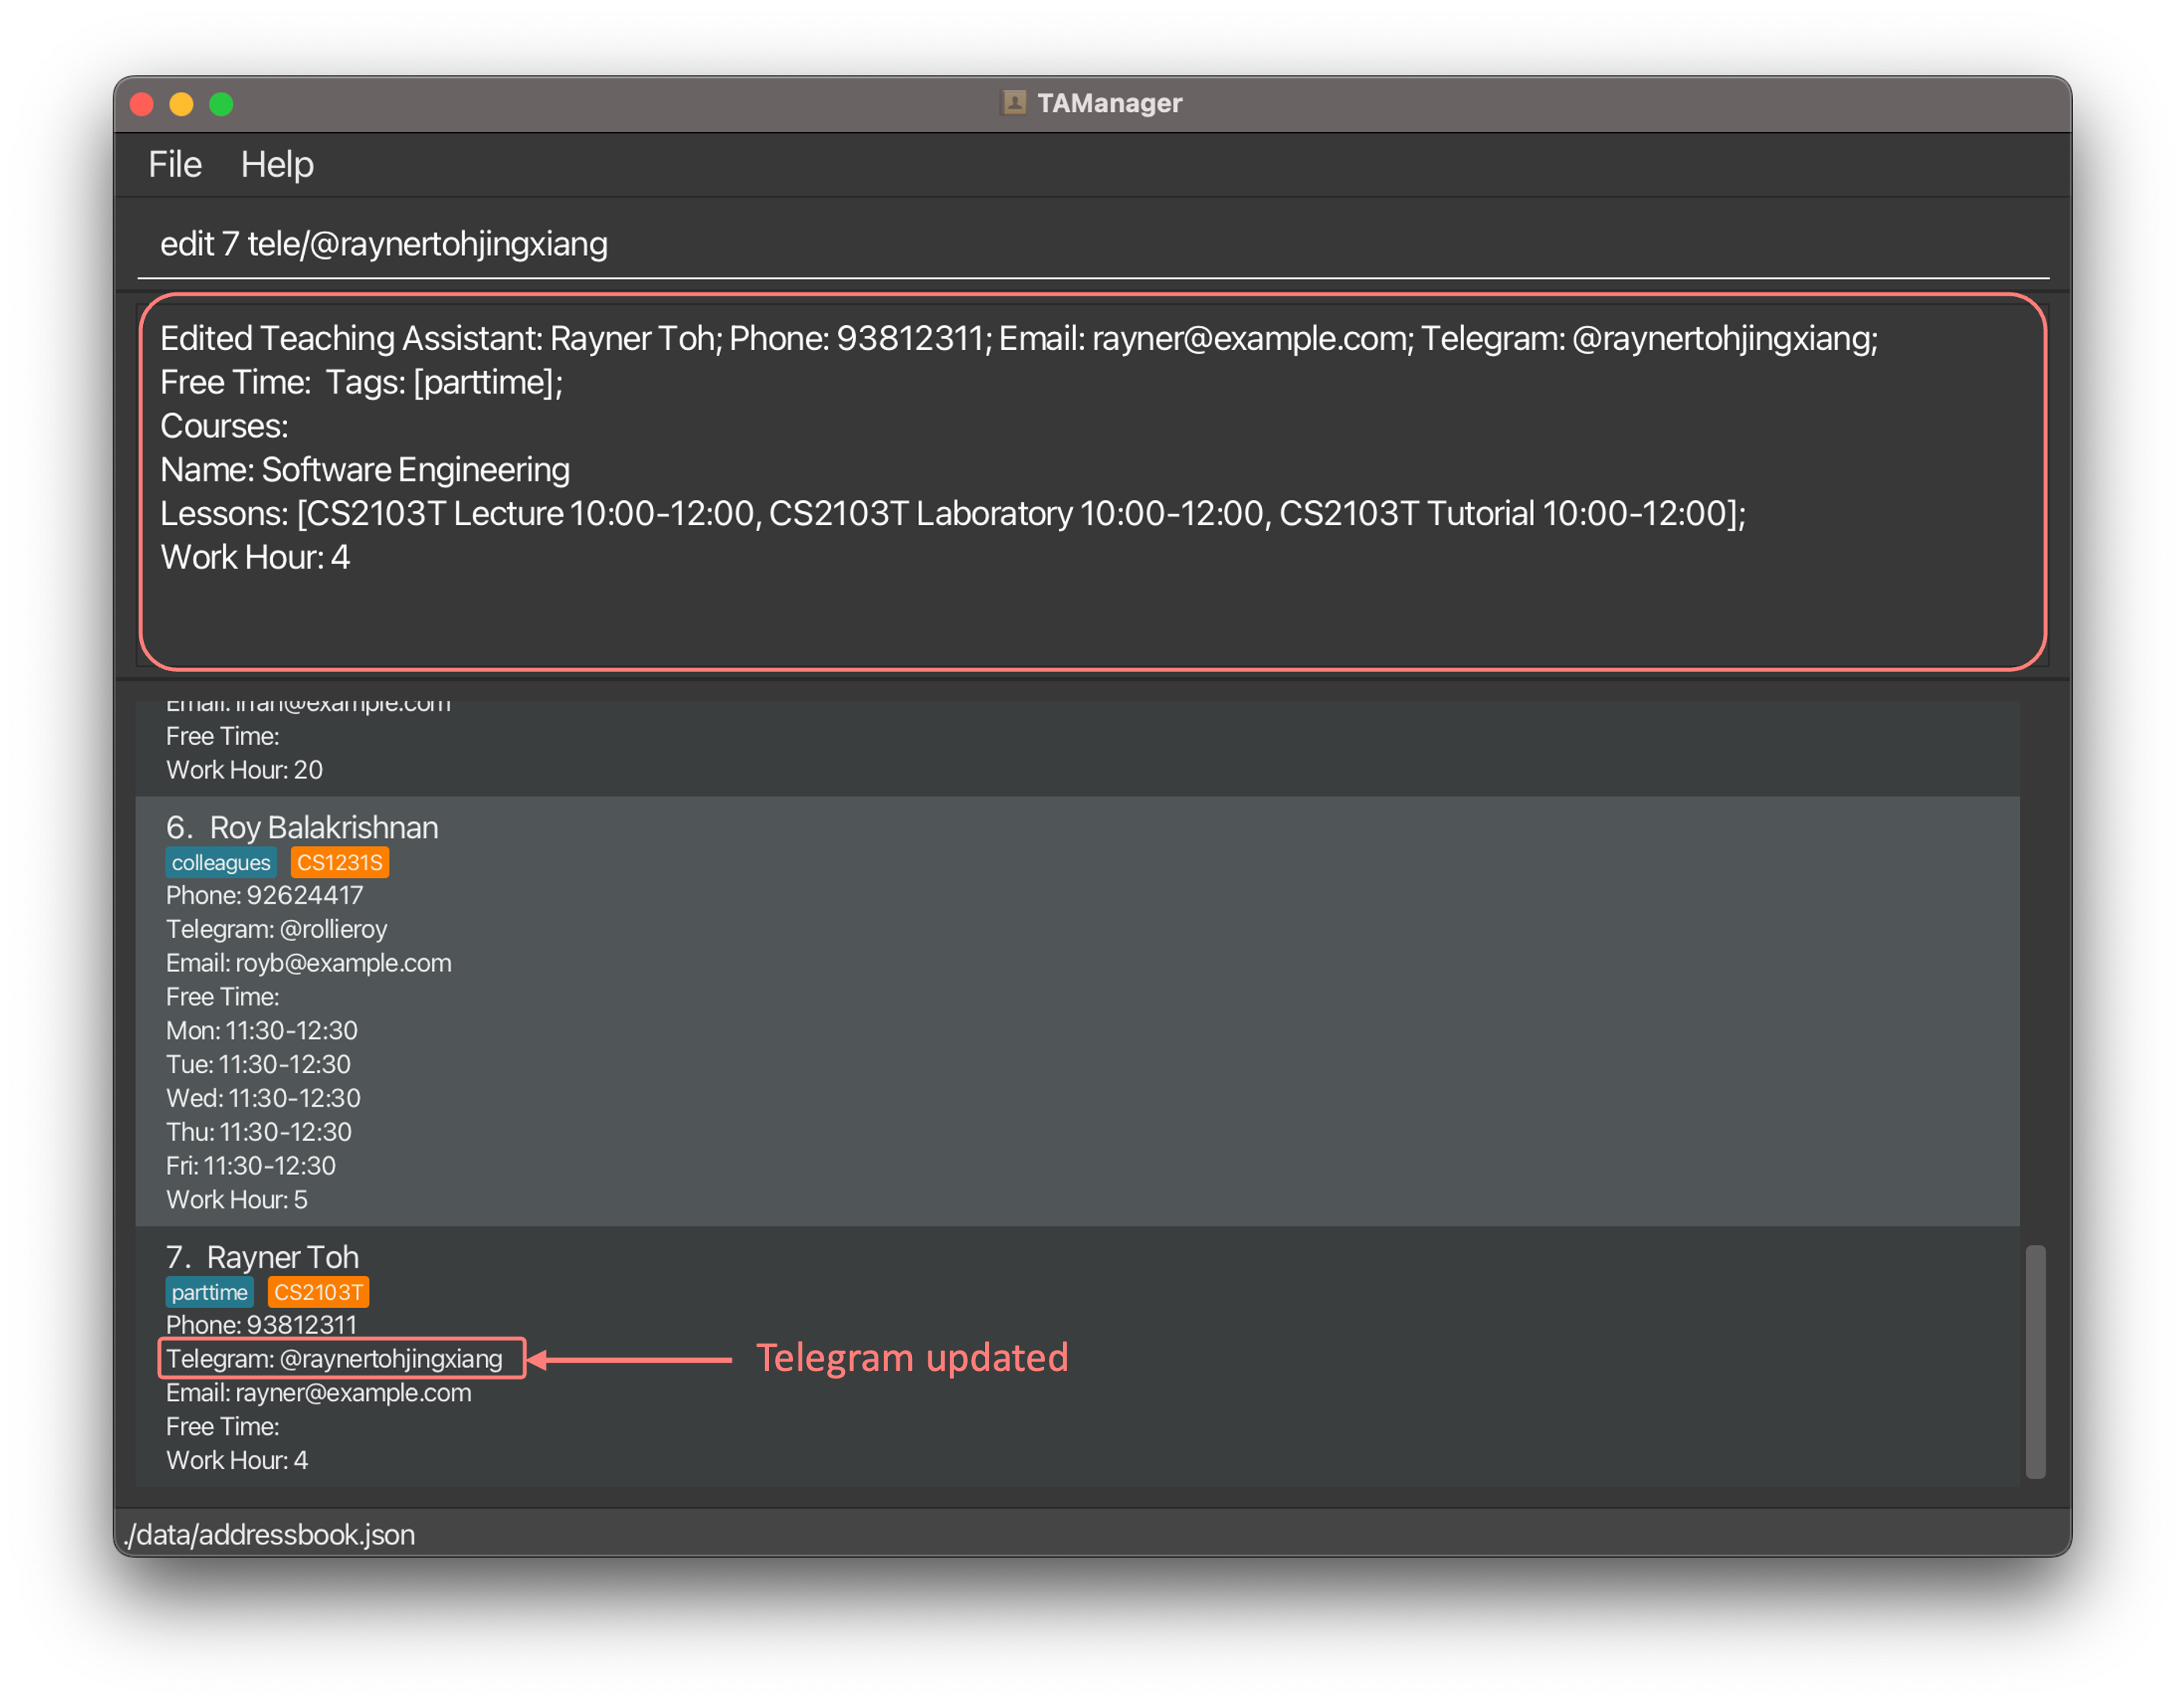 TAManager
File Help
edit 7 tele/@raynertohjingxiang
Edited Teaching Assistant: Rayner Toh; Phone: 93812311; Email: rayner@example.com; Telegram: @raynertohjingxiang;
Free Time:  Tags: [parttime];
Courses:
Name: Software Engineering
Lessons: [CS2103T Lecture 10:00-12:00, CS2103T Laboratory 10:00-12:00, CS2103T Tutorial 10:00-12:00];
Work Hour: 4
Email: irfan@example.com
Free Time:
Work Hour: 20
6. Roy Balakrishnan
colleagues CS1231S
Phone: 92624417
Telegram: @rollieroy
Email: royb@example.com
Free Time:
Mon: 11:30-12:30
Tue: 11:30-12:30
Wed: 11:30-12:30
Thu: 11:30-12:30
Fri: 11:30-12:30
Work Hour: 5
7. Rayner Toh
parttime CS2103T
Phone: 93812311
Telegram: @raynertohjingxiang
Telegram updated
Email: rayner@example.com
Free Time:
Work Hour: 4
./data/addressbook.json